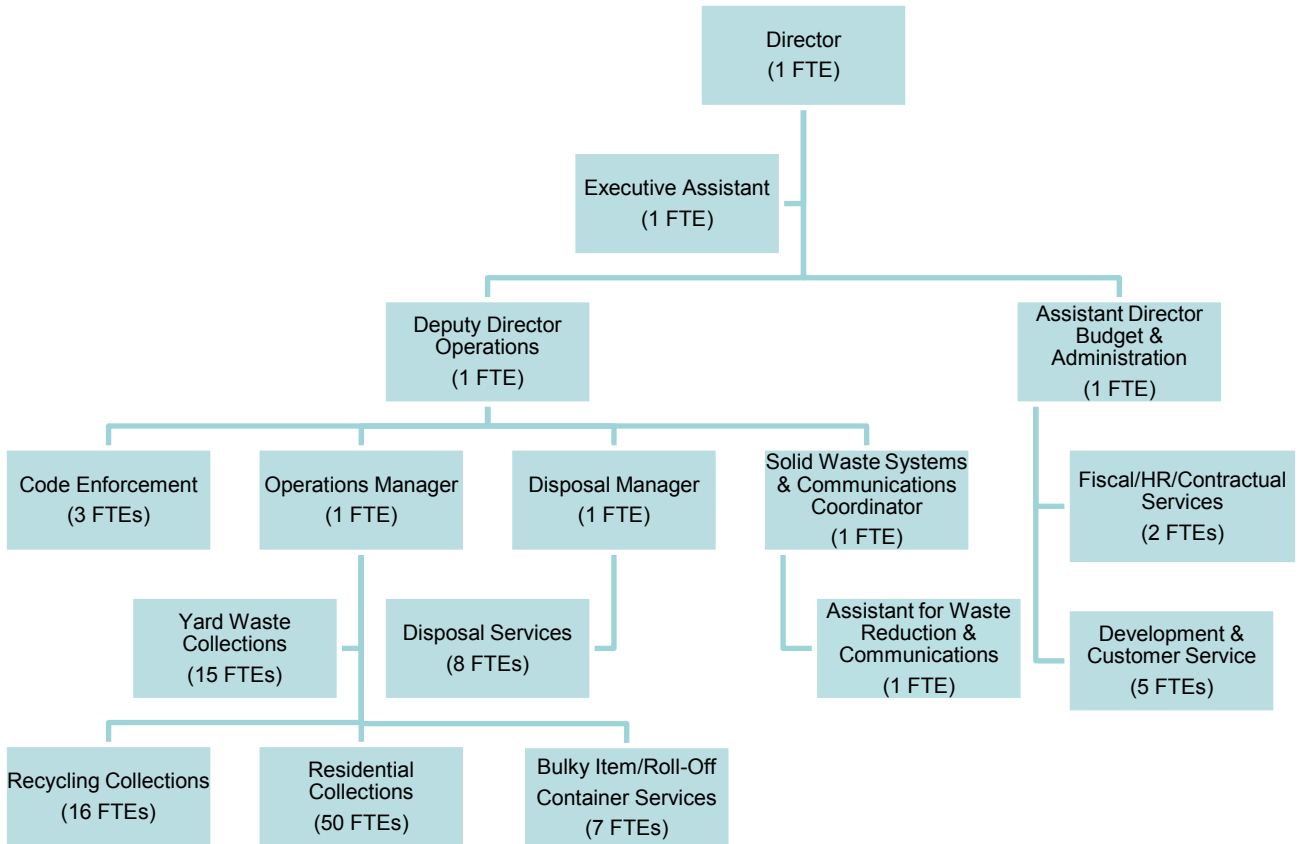 Director
(1 FTE)
Executive Assistant
(1 FTE)
Deputy Director
Operations
(1 FTE)
Assistant Director
Budget &
Administration
(1 FTE)
Code Enforcement
(3 FTEs)
Operations Manager
(1 FTE)
Disposal Manager
(1 FTE)
Solid Waste Systems
& Communications
Coordinator
(1 FTE)
Fiscal/HR/Contractual
Services
(2 FTEs)
Yard Waste
Collections
(15 FTEs)
Disposal Services
(8 FTEs)
Assistant for Waste
Reduction &
Communications
(1 FTE)
Development &
Customer Service
(5 FTEs)
Recycling Collections
(16 FTEs)
Residential
Collections
(50 FTEs)
Bulky Item/Roll-Off
Container Services
(7 FTEs)